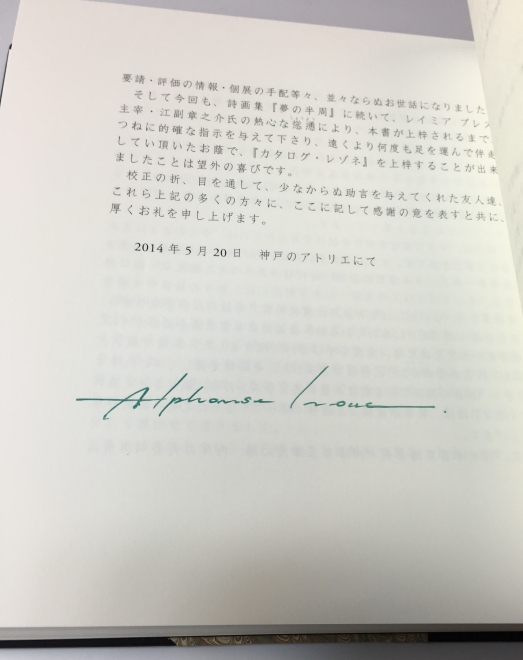 要請・評価の情報・個展の手配等々、並々ならぬお世話になりました。
そして今回も、詩画集『夢の半周』に続いて、レイミア プレス
主宰・江副章之介氏の熱心な慫慂により、本書が上梓されるまで
つねに的確な指示を与えて下さり、遠くより何度も足を運んで伴走
して頂いたお蔭で、『カタログ・レゾネ』を上梓することが出来
ましたことは望外の喜びです。
校正の折、目を通して、少なからぬ助言を与えてくれた友人達、
これら上記の多くの方々に、ここに記して感謝の意を表すと共に、
厚くお礼を申し上げます。
2014年5月20日 神戸のアトリエにて
Alphonse Inoue.